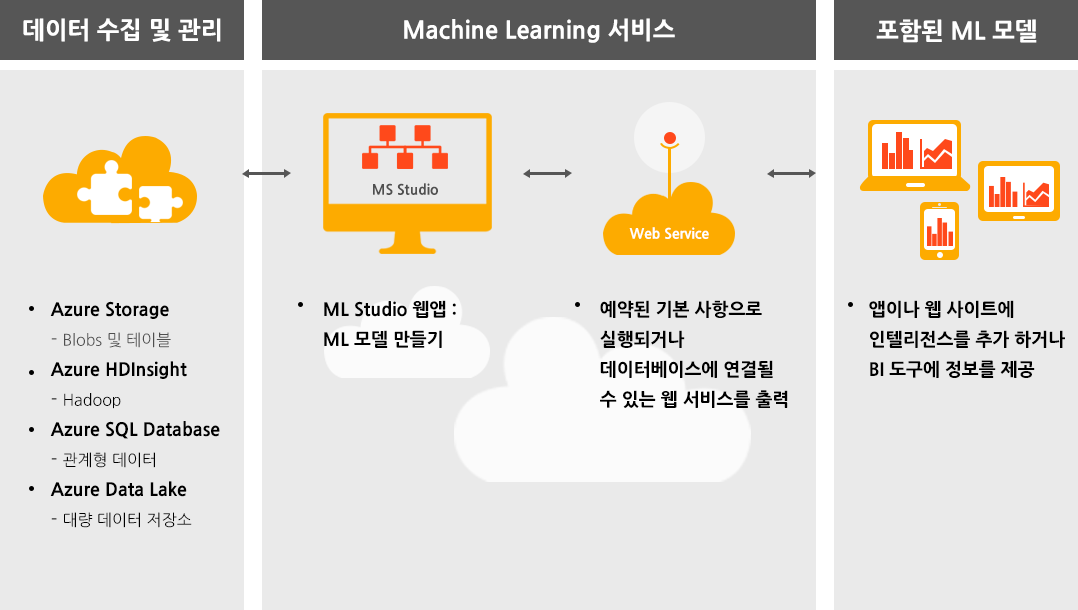 데이터 수집 및 관리
Machine Learning 서비스
포함된 ML 모델
MS Studio
Web Service
• Azure Storage
- Blobs 및 테이블
• Azure HDInsight
- Hadoop
• Azure SQL Database
- 관계형 데이터
• Azure Data Lake
- 대량 데이터 저장소
• ML Studio 웹앱 :
ML 모델 만들기
• 예약된 기본 사항으로
실행되거나
데이터베이스에 연결될
수 있는 웹 서비스를 출력
• 앱이나 웹 사이트에
인텔리전스를 추가 하거나
BI 도구에 정보를 제공